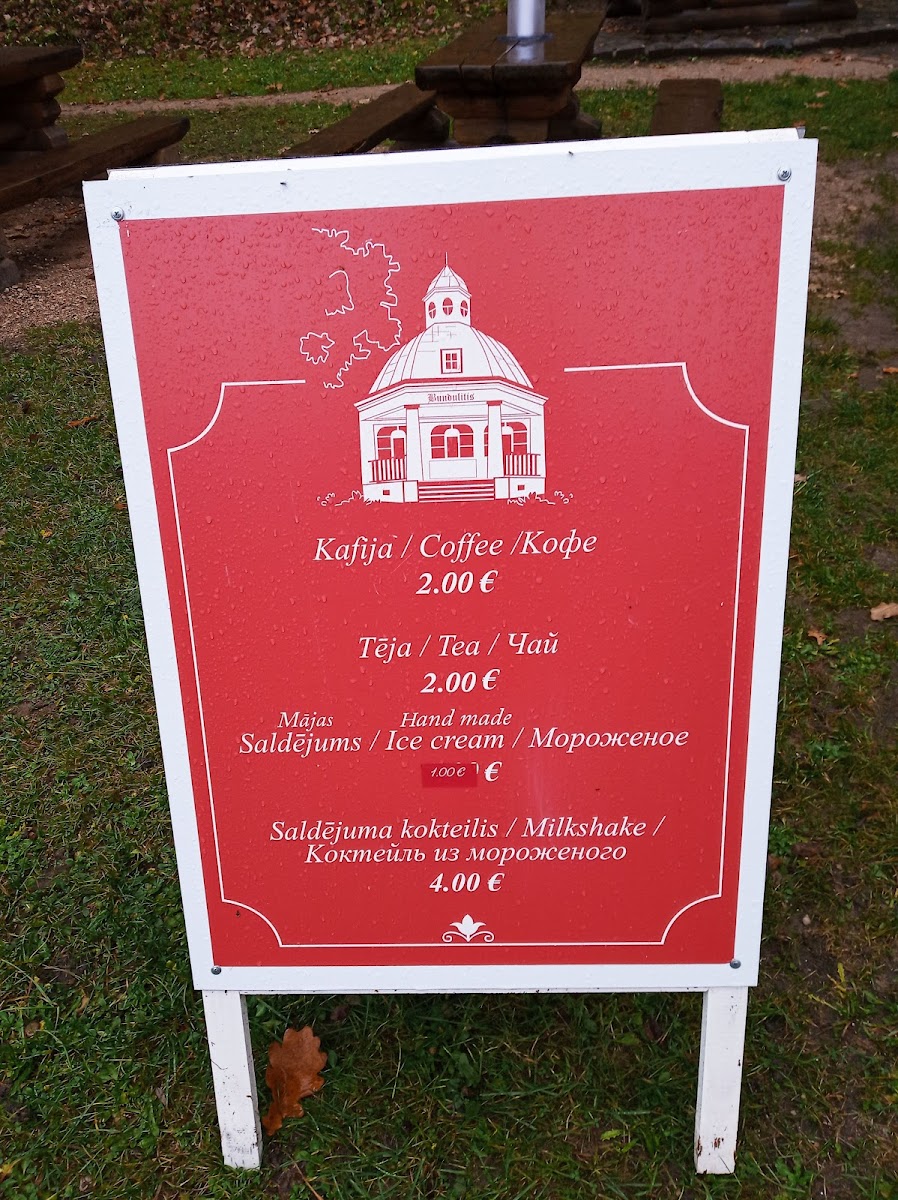 Bundulītis
Kafija / Coffee /Кофе
2.00 €
Tēja / Tea / Чай
2.00 €
Mājas Hand made
Saldējums / Ice cream / Мороженое
1.00 € €
Saldējuma kokteilis / Milkshake /
Коктейль из мороженого
4.00 €